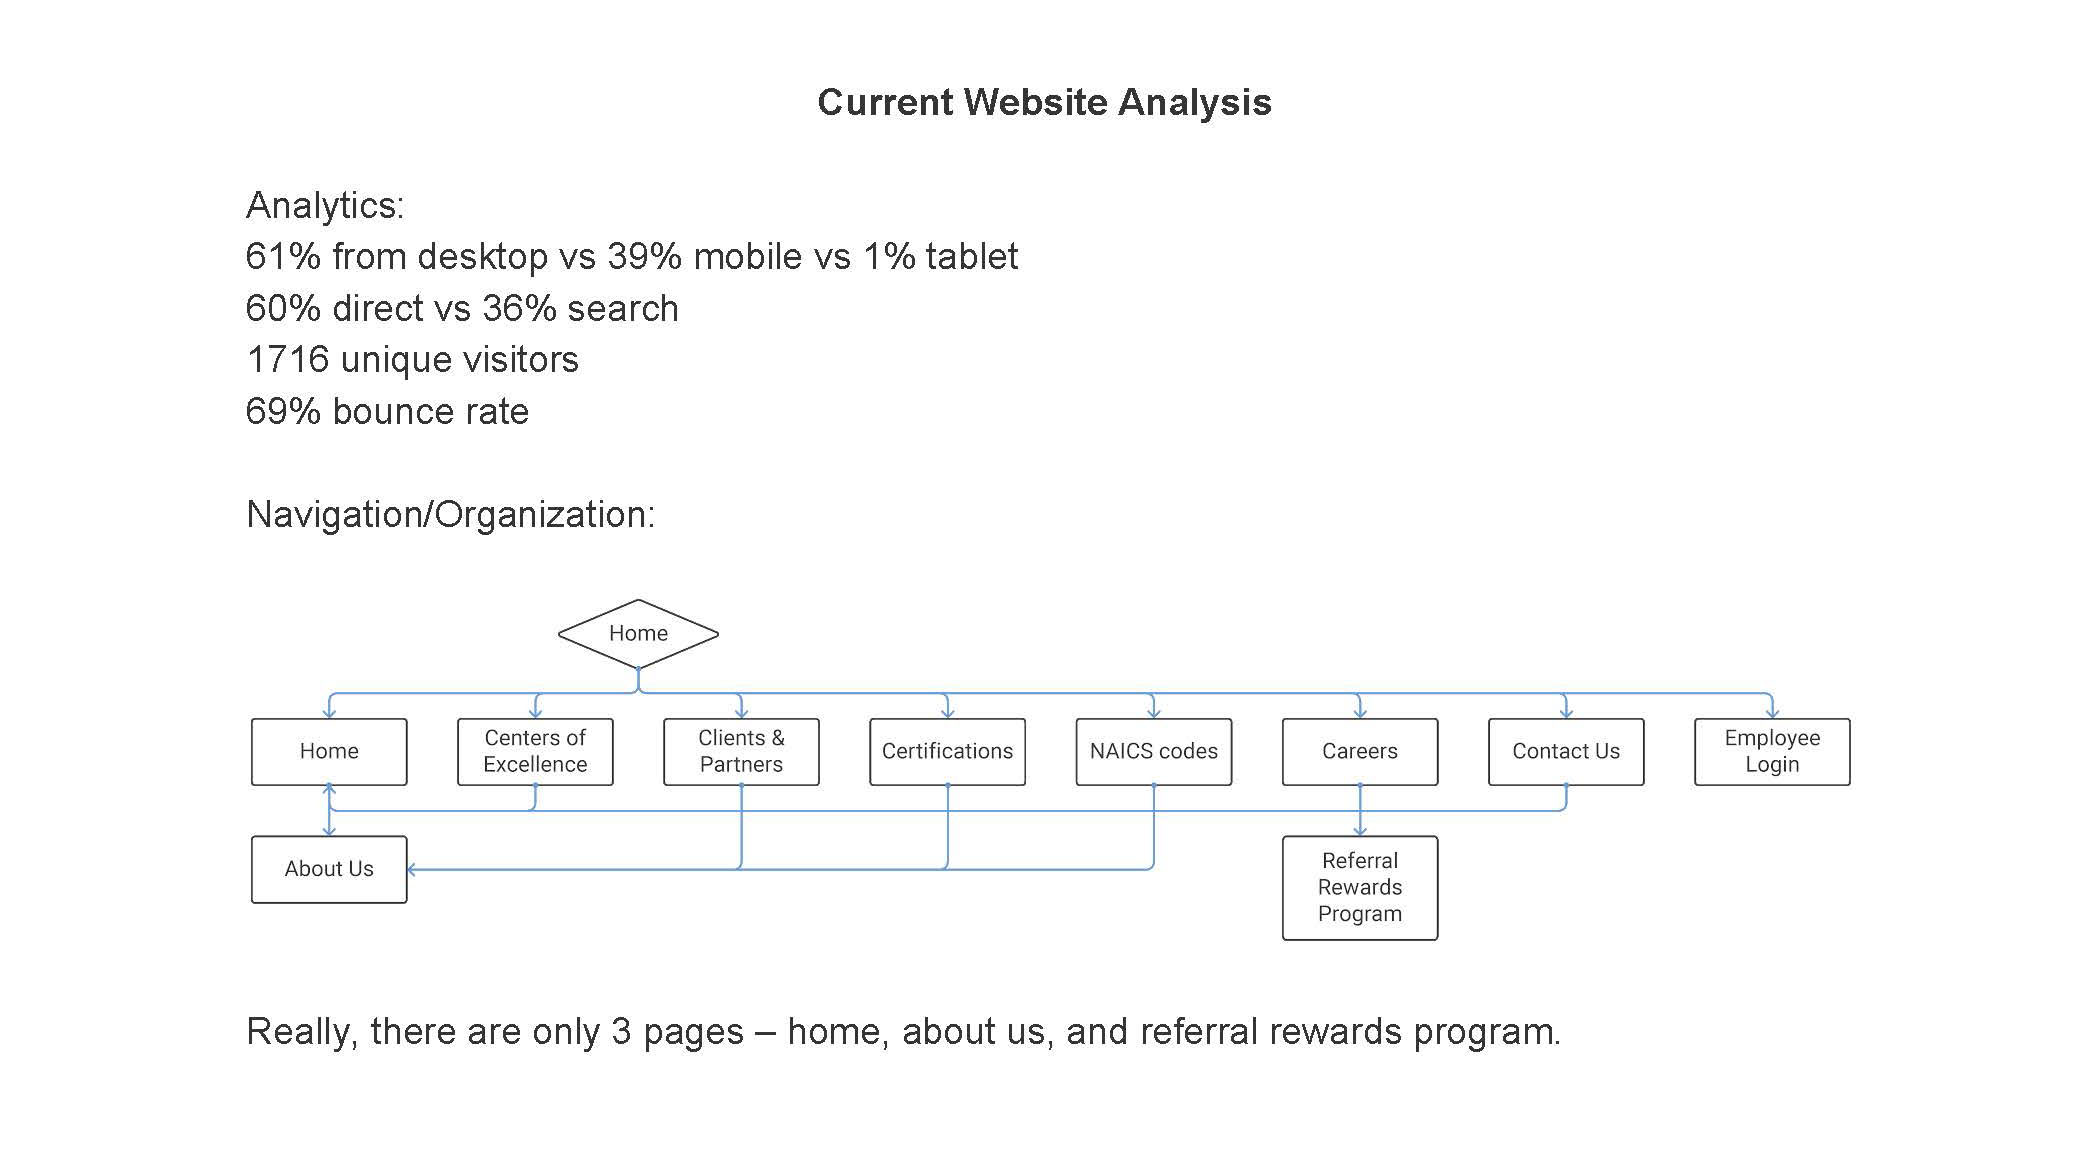 Current Website Analysis
Analytics:
61% from desktop vs 39% mobile vs 1% tablet
60% direct vs 36% search
1716 unique visitors
69% bounce rate
Navigation/Organization:
Home
Home
Centers of
Excellence
Clients &
Partners
Certifications
NAICS codes
Careers
Contact Us
Employee
Login
About Us
Referral
Rewards
Program
Really, there are only 3 pages – home, about us, and referral rewards program.